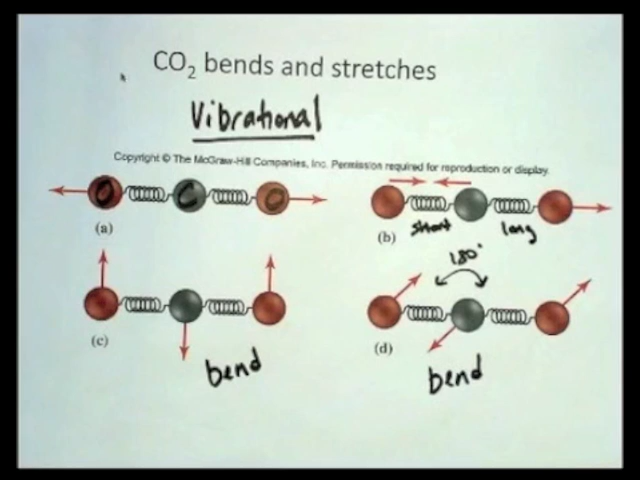 CO2 bends and stretches
Vibrational
Copyright © The McGraw-Hill Companies, Inc. Permission required for reproduction or display.
O C O
(a)
short long
(b)
180°
(c)
bend
(d)
bend